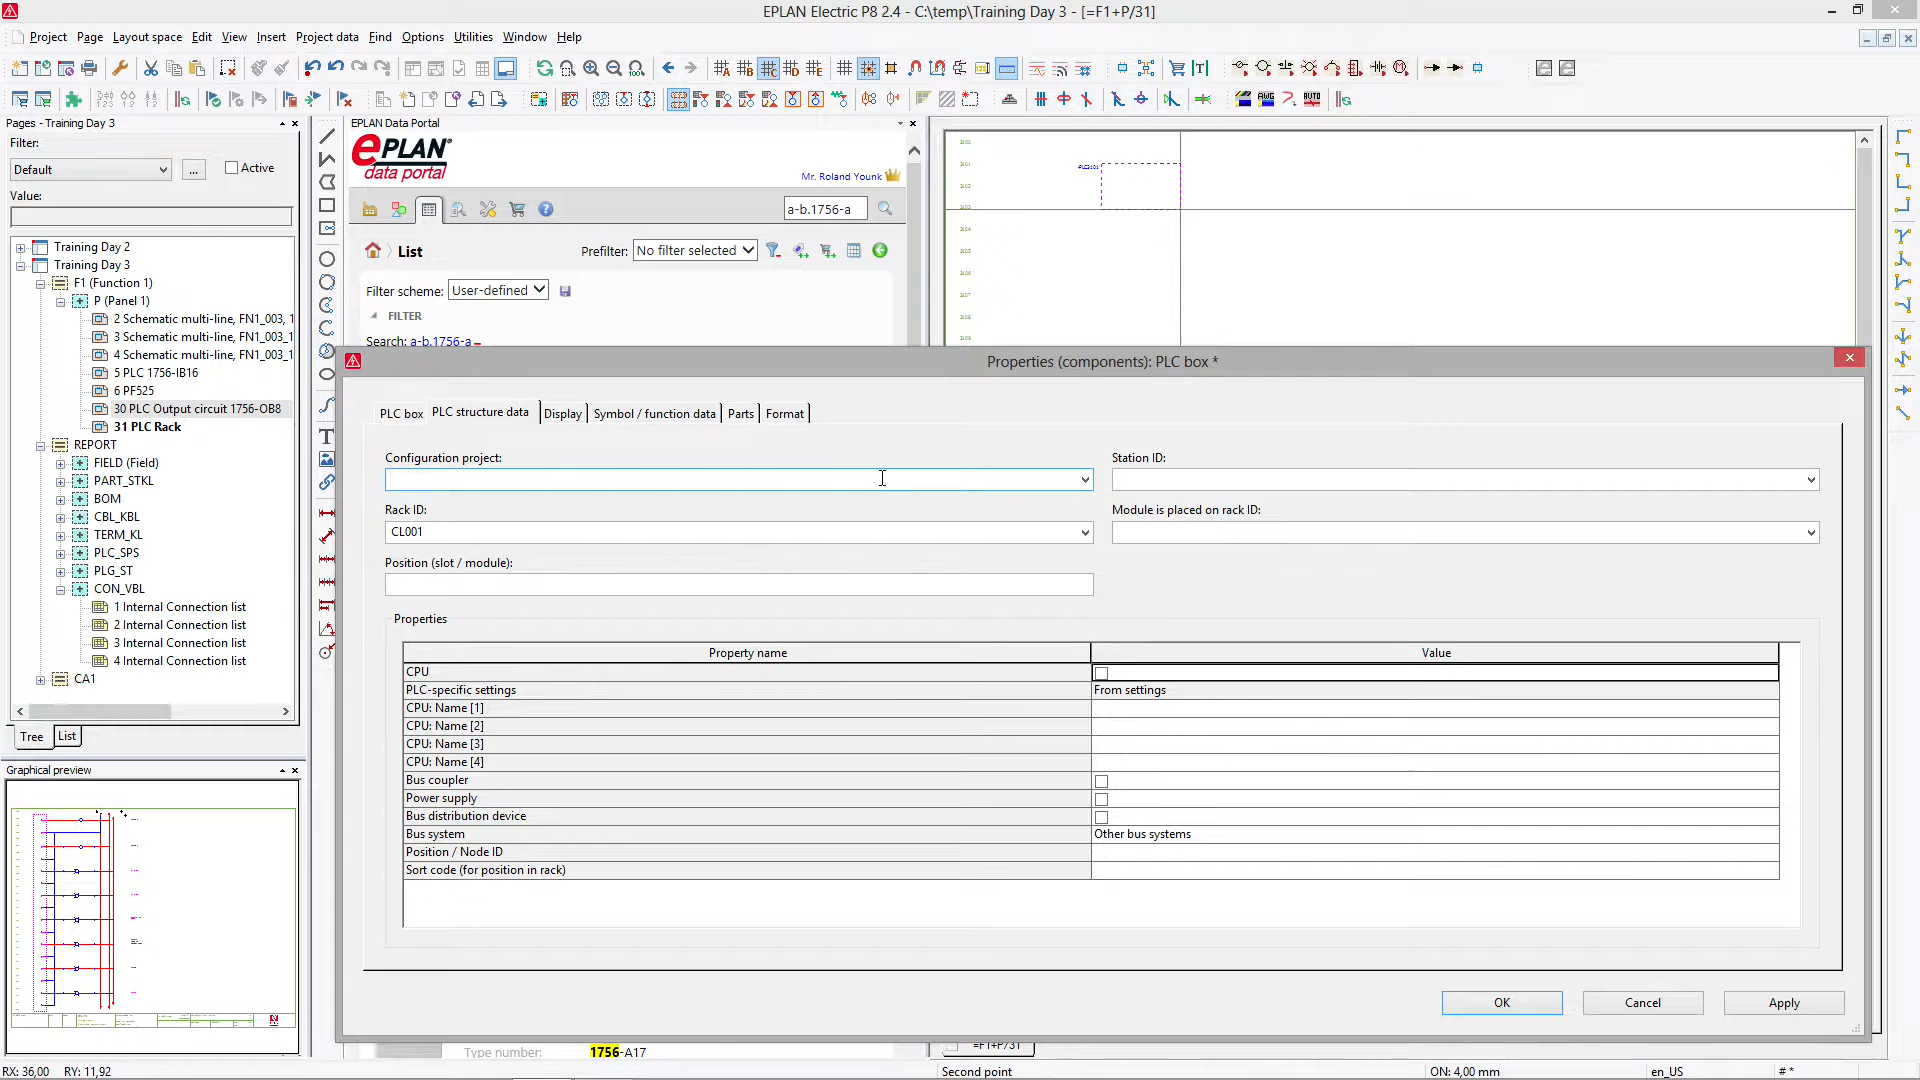 EPLAN Electric P8 2.4 - C:\temp\Training Day 3 - [=F1+P/31]
Project Page Layout space Edit View Insert Project data Find Options Utilities Window Help
Pages - Training Day 3
Filter:
Default
...
Active
Value:
Training Day 2
Training Day 3
F1 (Function 1)
P (Panel 1)
2 Schematic multi-line, FN1_003, 1
3 Schematic multi-line, FN1_003_1
4 Schematic multi-line, FN1_003_1
5 PLC 1756-IB16
6 PF525
30 PLC Output circuit 1756-OB8
31 PLC Rack
REPORT
FIELD (Field)
PART_STKL
BOM
CBL_KBL
TERM_KL
PLC_SPS
PLG_ST
CON_VBL
1 Internal Connection list
2 Internal Connection list
3 Internal Connection list
4 Internal Connection list
CA1
Tree List
Graphical preview
EPLAN Data Portal
ePLAN
data portal
Mr. Roland Younk
a-b.1756-a
List
Prefilter: No filter selected
Filter scheme: User-defined
FILTER
Search: a-b.1756-a
Properties (components): PLC box *
PLC box PLC structure data Display Symbol / function data Parts Format
Configuration project:
Station ID:
Rack ID:
CL001
Module is placed on rack ID:
Position (slot / module):
Properties
Property name Value
CPU
PLC-specific settings From settings
CPU: Name [1]
CPU: Name [2]
CPU: Name [3]
CPU: Name [4]
Bus coupler
Power supply
Bus distribution device
Bus system Other bus systems
Position / Node ID
Sort code (for position in rack)
OK Cancel Apply
Type number: 1756-A17
=F1+P/31
RX: 36,00 RY: 11,92 Second point ON: 4,00 mm en_US # *